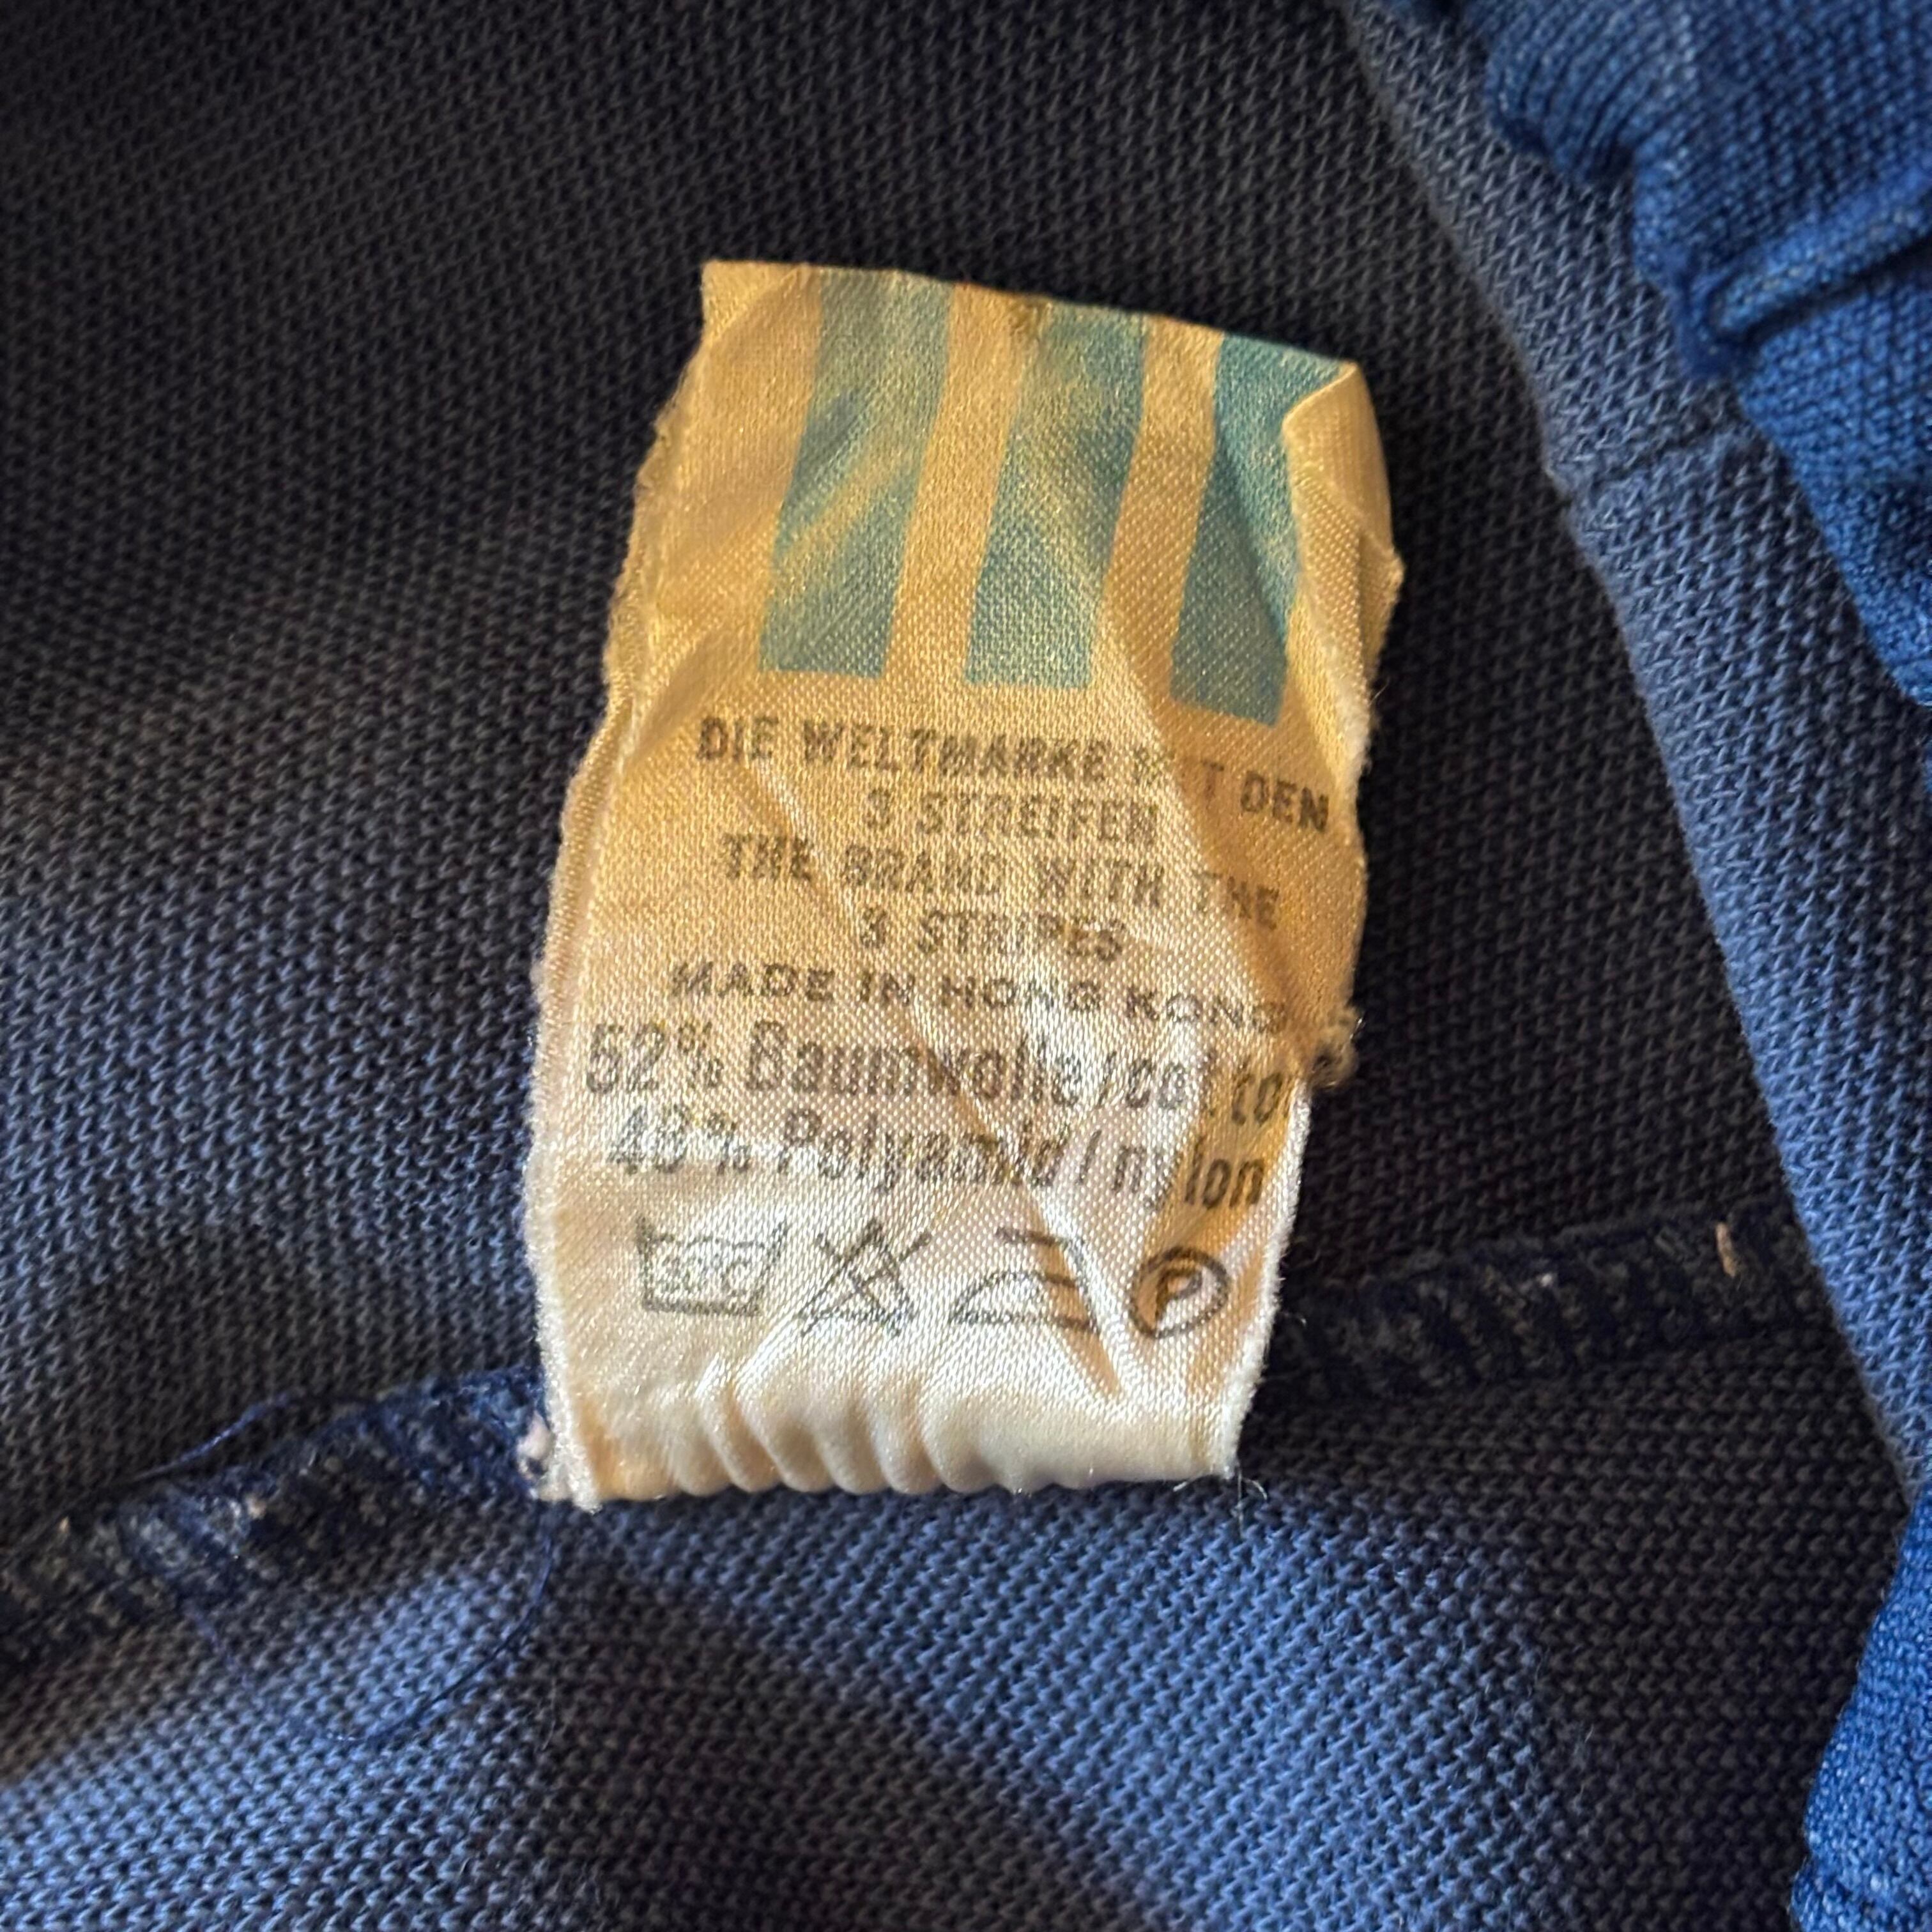 DIE WELTMARKE MIT DEN
3 STREIFEN
THE BRAND WITH THE
3 STRIPES
MADE IN HONG KONG
52% Baumwolle/cotton
48% Polyamid/nylon
P